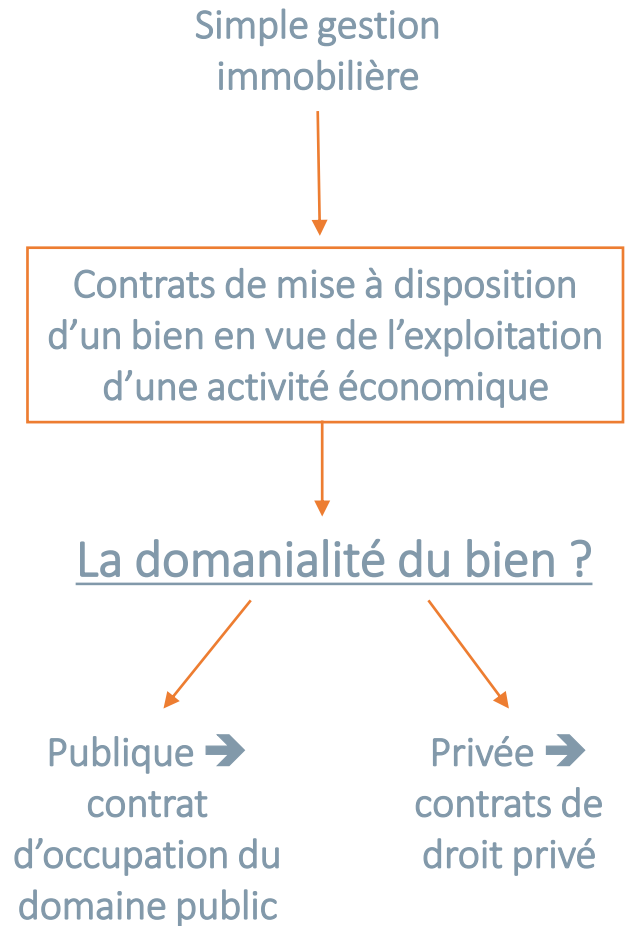 Simple gestion
immobilière
Contrats de mise à disposition
d’un bien en vue de l’exploitation
d’une activité économique
La domanialité du bien ?
Publique ➔
contrat
d’occupation du
domaine public
Privée ➔
contrats de
droit privé